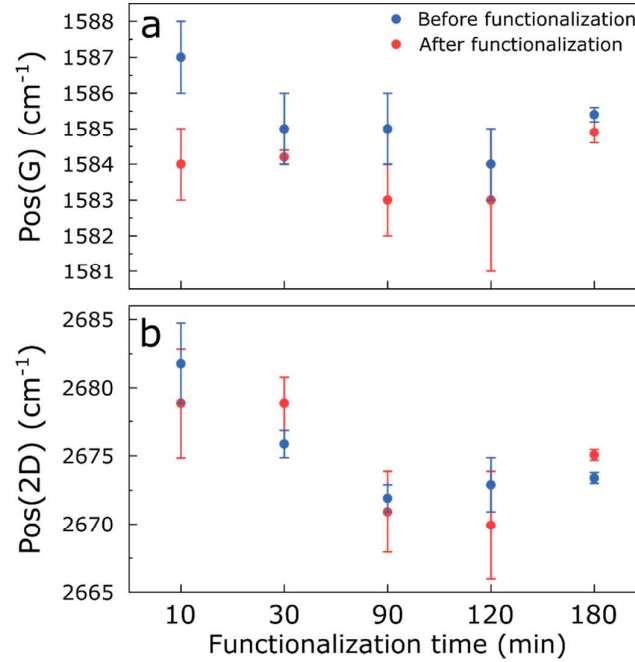 a
Before functionalization
After functionalization
Pos(G) (cm⁻¹)
1588
1587
1586
1585
1584
1583
1582
1581
b
Pos(2D) (cm⁻¹)
2685
2680
2675
2670
2665
10 30 90 120 180
Functionalization time (min)